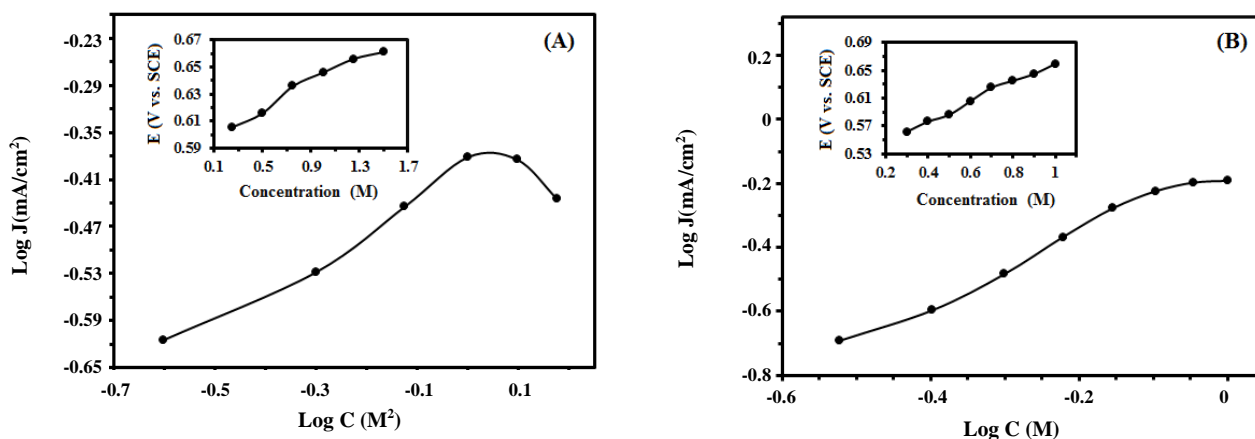 (A)
Log J(mA/cm²)
-0.23
-0.29
-0.35
-0.41
-0.47
-0.53
-0.59
-0.65
-0.7 -0.5 -0.3 -0.1 0.1
Log C (M²)
E (V vs. SCE)
0.67
0.65
0.63
0.61
0.59
0.1 0.5 0.9 1.3 1.7
Concentration (M)
(B)
Log J(mA/cm²)
0.2
0
-0.2
-0.4
-0.6
-0.8
-0.6 -0.4 -0.2 0
Log C (M)
E (V vs. SCE)
0.69
0.65
0.61
0.57
0.53
0.2 0.4 0.6 0.8 1
Concentration (M)